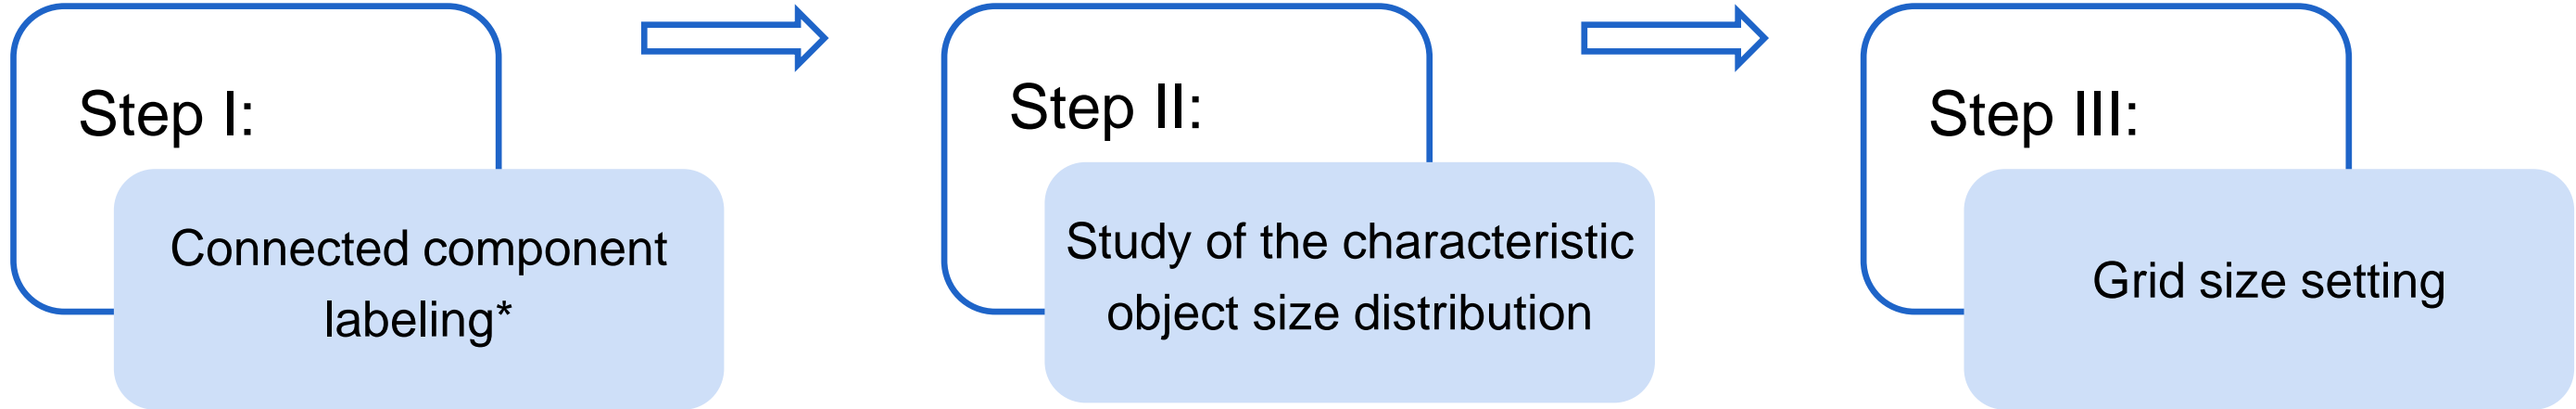 Step I:
Connected component
labeling*
Step II:
Study of the characteristic
object size distribution
Step III:
Grid size setting